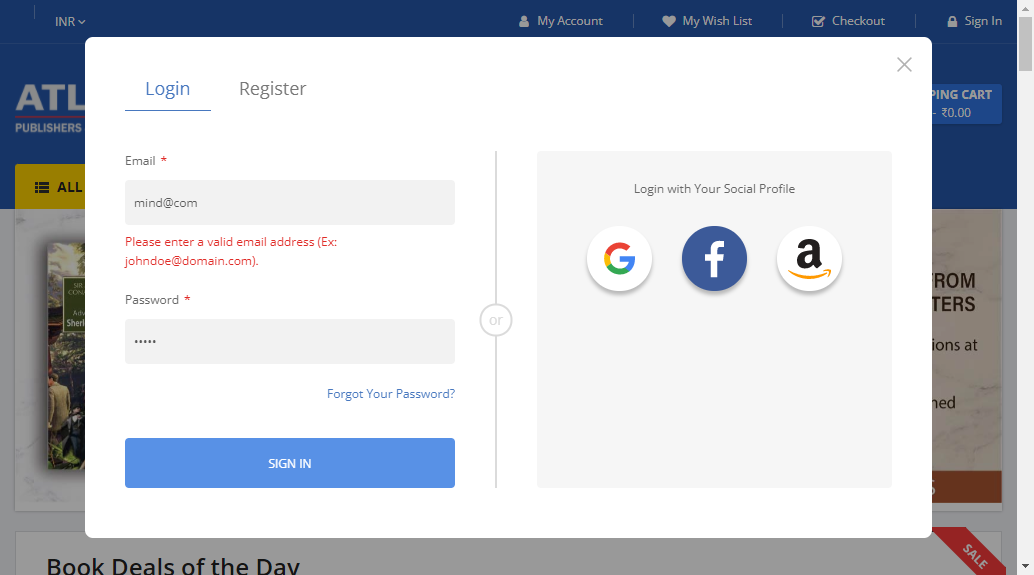 INR
My Account
My Wish List
Checkout
Sign In
Login
Register
PING CART
- ₹0.00
PUBLISHERS
ALL
Email *
mind@com
Please enter a valid email address (Ex:
johndoe@domain.com).
Password *
•••••
Forgot Your Password?
SIGN IN
or
Login with Your Social Profile
FROM
TERS
ions at
ned
SALE
Book Deals of the Day